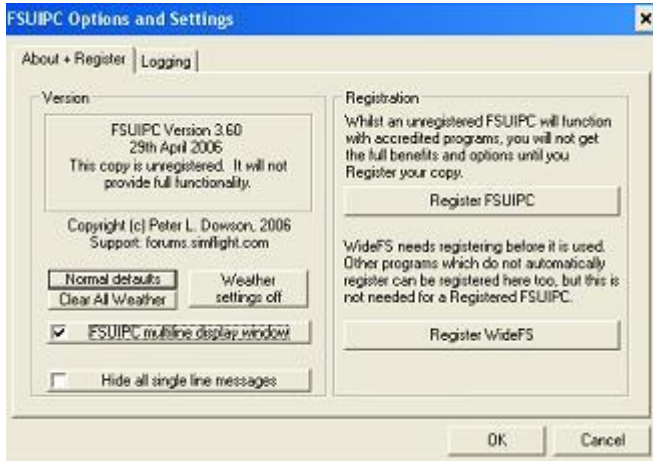 FSUIPC Options and Settings
About + Register
Logging
Version
FSUIPC Version 3.60
29th April 2006
This copy is unregistered. It will not
provide full functionality.
Copyright (c) Peter L. Dowson, 2006
Support: forums.simflight.com
Normal defaults
Clear All Weather
Weather
settings off
FSUIPC multiline display window
Hide all single line messages
Registration
Whilst an unregistered FSUIPC will function
with accredited programs, you will not get
the full benefits and options until you
Register your copy.
Register FSUIPC
WideFS needs registering before it is used.
Other programs which do not automatically
register can be registered here too, but this is
not needed for a Registered FSUIPC.
Register WideFS
OK
Cancel